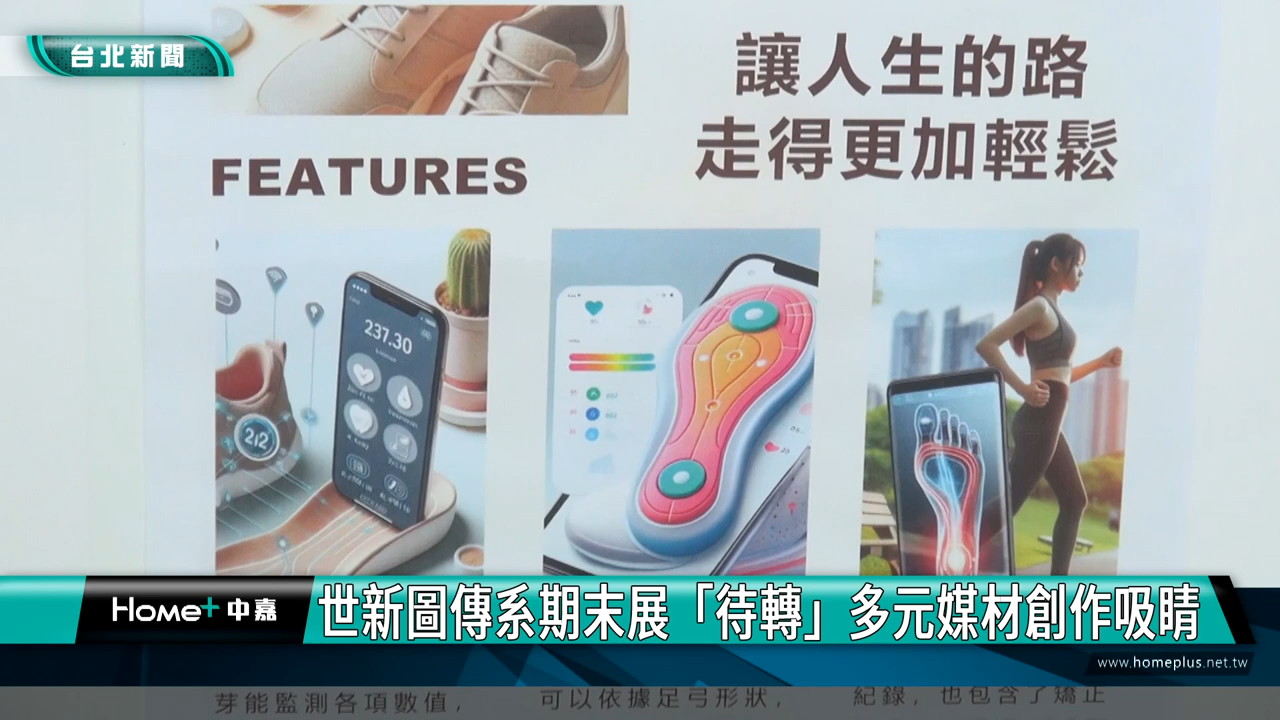 台北新聞
讓人生的路
走得更加輕鬆
FEATURES
237.30
212
Home+中嘉
世新圖傳系期末展「待轉」多元媒材創作吸睛
www.homeplus.net.tw
芽能監測各項數值，
可以依據足弓形狀，
紀錄，也包含了矯正